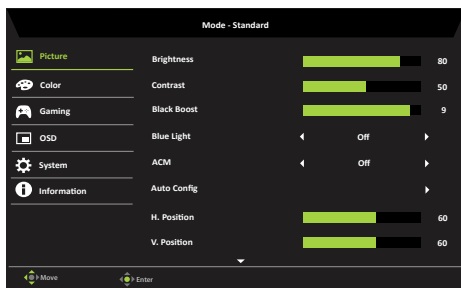 Mode - Standard
Picture
Brightness 80
Color
Contrast 50
Gaming
Black Boost 9
OSD
Blue Light Off
System
ACM Off
Information
Auto Config
H. Position 60
V. Position 60
Move Enter